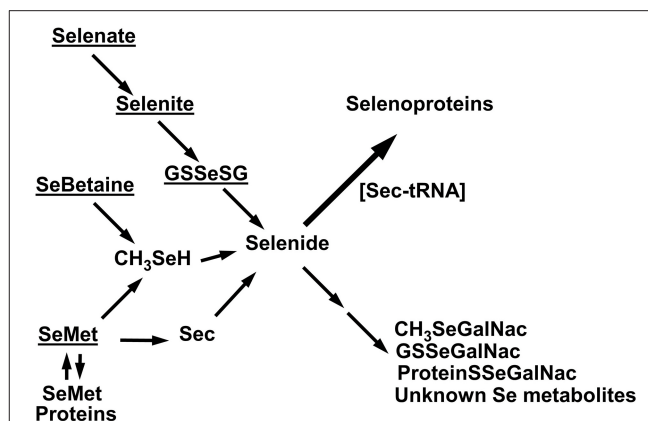 Selenate
Selenite
Selenoproteins
GSSeSG
SeBetaine
[Sec-tRNA]
Selenide
CH₃SeH
SeMet
Sec
SeMet
Proteins
CH₃SeGalNac
GSSeGalNac
ProteinSSeGalNac
Unknown Se metabolites